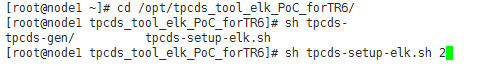 [root@node1 ~]# cd /opt/tpcds_tool_elk_PoC_forTR6/
[root@node1 tpcds_tool_elk_PoC_forTR6]# sh tpcds-
tpcds-gen/ tpcds-setup-elk.sh
[root@node1 tpcds_tool_elk_PoC_forTR6]# sh tpcds-setup-elk.sh 2